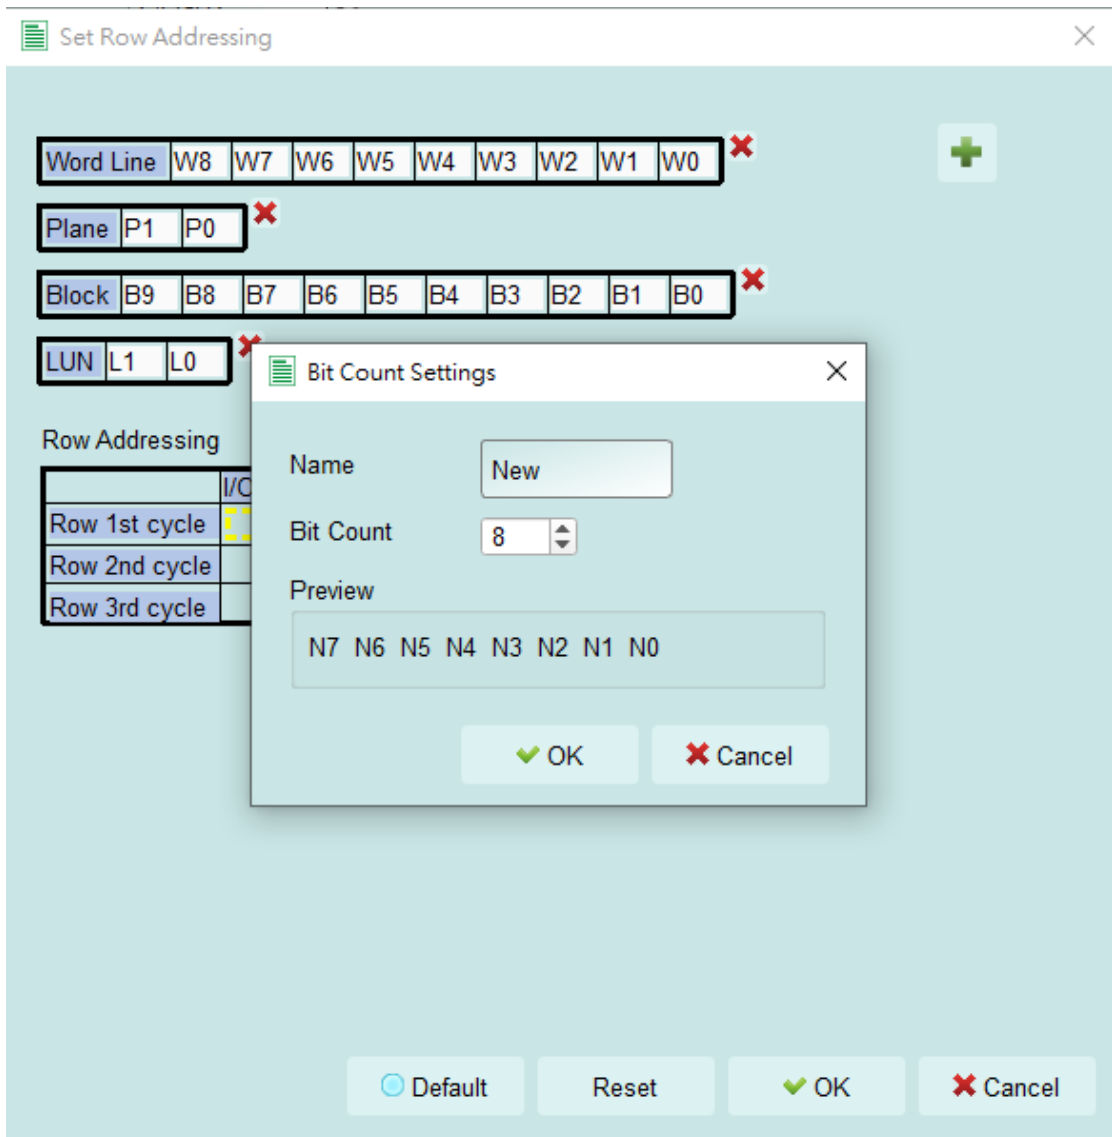 Set Row Addressing
Word Line W8 W7 W6 W5 W4 W3 W2 W1 W0
Plane P1 P0
Block B9 B8 B7 B6 B5 B4 B3 B2 B1 B0
LUN L1 L0
Row Addressing
Row 1st cycle
Row 2nd cycle
Row 3rd cycle
Bit Count Settings
Name New
Bit Count 8
Preview
N7 N6 N5 N4 N3 N2 N1 N0
OK Cancel
Default Reset OK Cancel